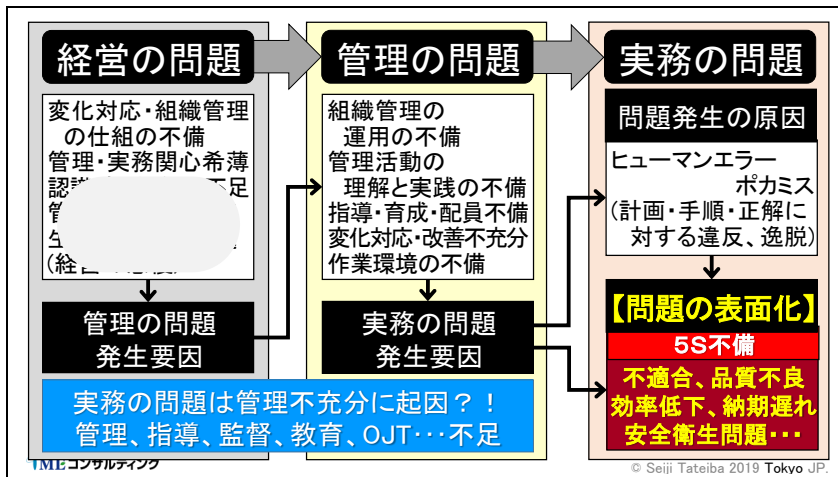 経営の問題
変化対応・組織管理
の仕組の不備
管理・実務関心希薄
認識 不足
管
(経営
管理の問題
発生要因
管理の問題
組織管理の
運用の不備
管理活動の
理解と実践の不備
指導・育成・配員不備
変化対応・改善不充分
作業環境の不備
実務の問題
発生要因
実務の問題
問題発生の原因
ヒューマンエラー
ポカミス
(計画・手順・正解に
対する違反、逸脱)
【問題の表面化】
5S不備
不適合、品質不良
効率低下、納期遅れ
安全衛生問題・・・
実務の問題は管理不充分に起因？！
管理、指導、監督、教育、OJT・・・不足
コンサルティング
© Seiji Tateiba 2019 Tokyo JP.